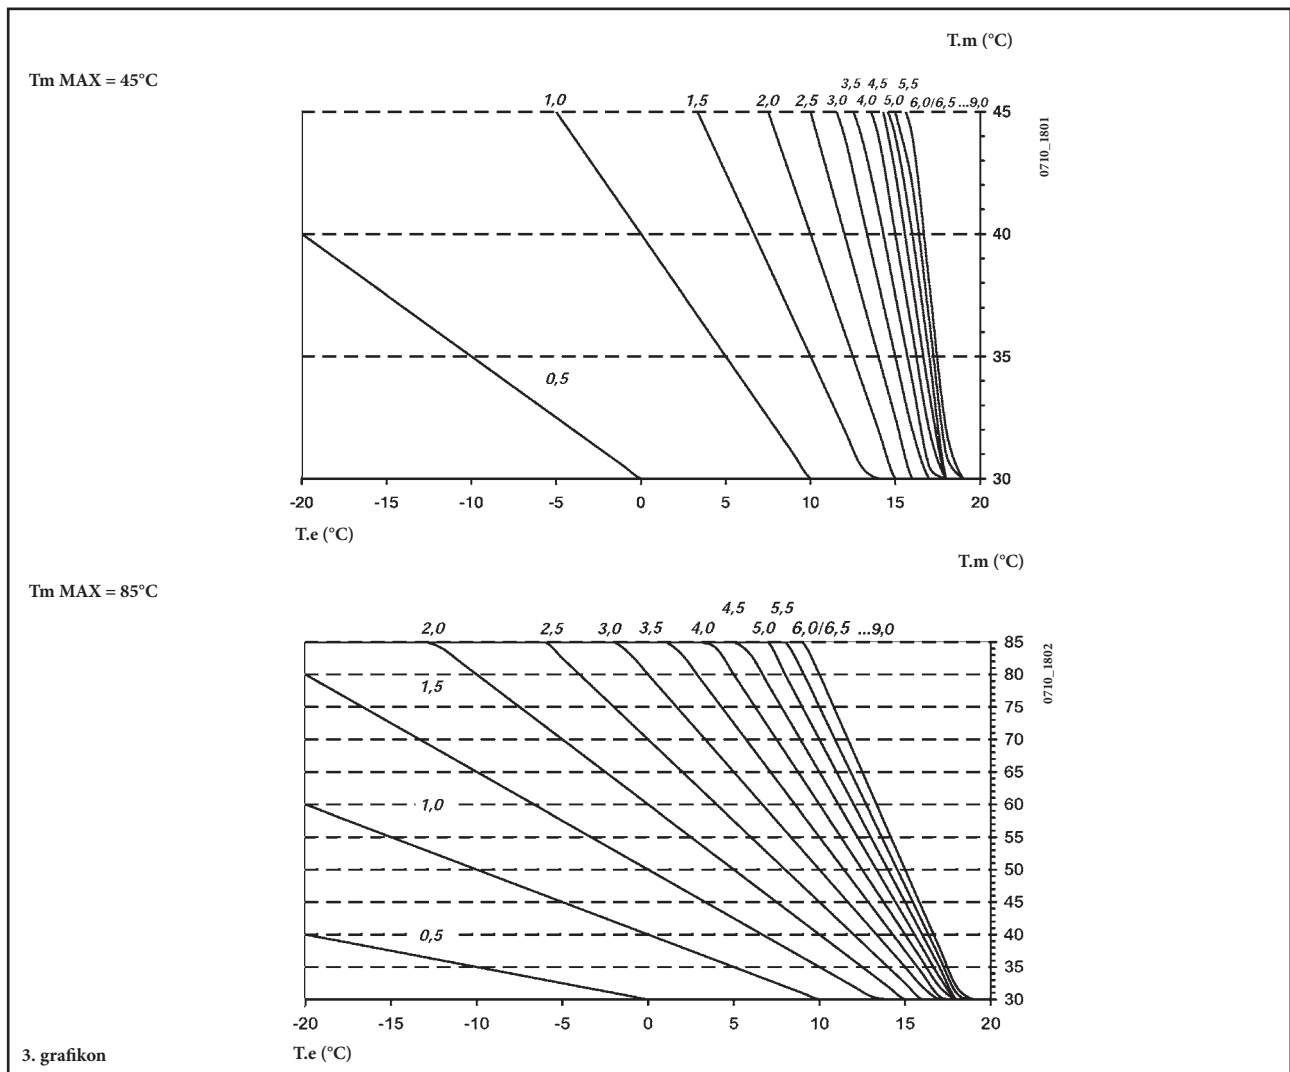 T.m (°C)
Tm MAX = 45°C
3,5 4,5 5,5
1,0 1,5 2,0 2,5 3,0 4,0 5,0 6,0/6,5 ...9,0
45
0710_1801
40
35
0,5
30
-20 -15 -10 -5 0 5 10 15 20
T.e (°C)
T.m (°C)
Tm MAX = 85°C
4,5 5,5
2,0 2,5 3,0 3,5 4,0 5,0 6,0/6,5 ...9,0
85
0710_1802
80
1,5
75
70
65
1,0 60
55
50
45
0,5 40
35
30
-20 -15 -10 -5 0 5 10 15 20
T.e (°C)
3. grafikon